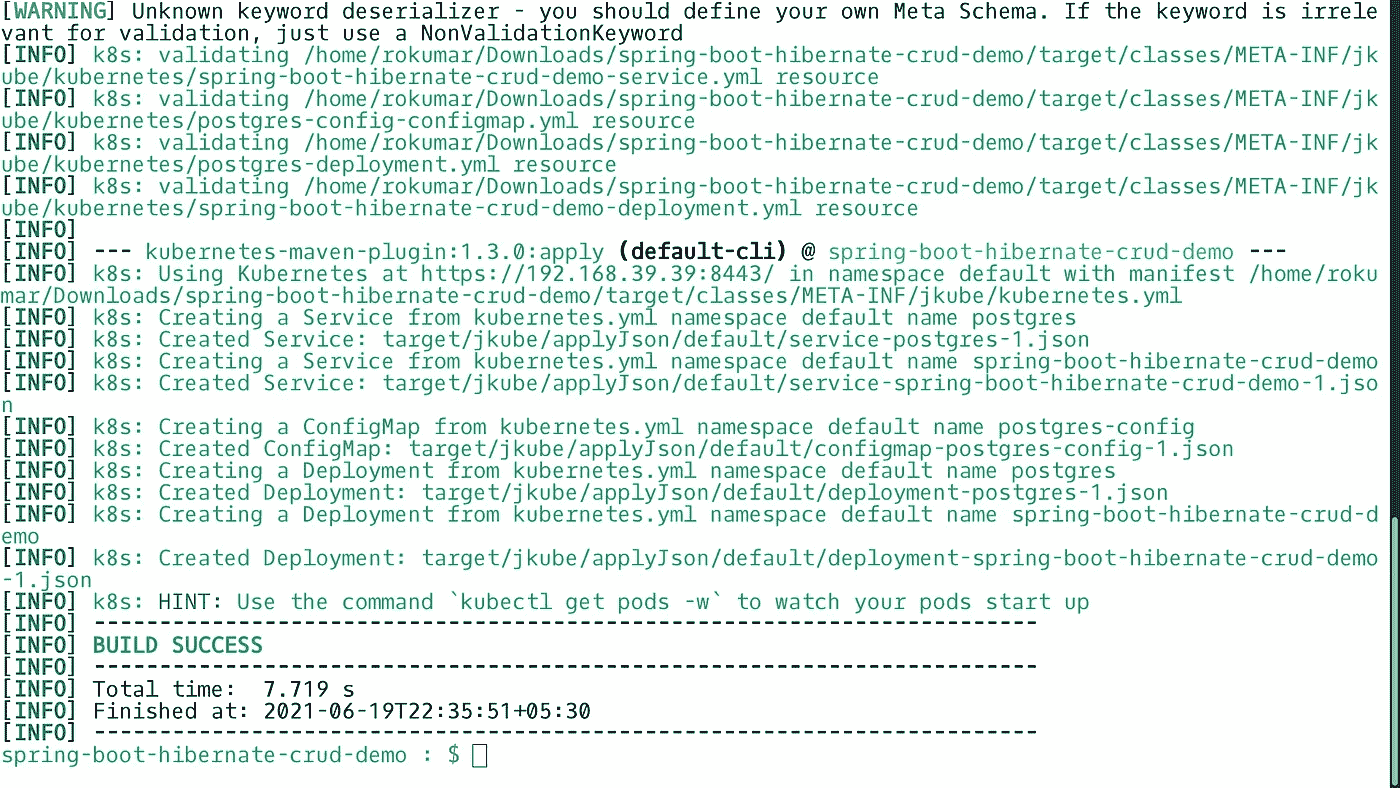 [WARNING] Unknown keyword deserializer - you should define your own Meta Schema. If the keyword is irrele
vant for validation, just use a NonValidationKeyword
[INFO] k8s: validating /home/rokumar/Downloads/spring-boot-hibernate-crud-demo/target/classes/META-INF/jk
ube/kubernetes/spring-boot-hibernate-crud-demo-service.yml resource
[INFO] k8s: validating /home/rokumar/Downloads/spring-boot-hibernate-crud-demo/target/classes/META-INF/jk
ube/kubernetes/postgres-config-configmap.yml resource
[INFO] k8s: validating /home/rokumar/Downloads/spring-boot-hibernate-crud-demo/target/classes/META-INF/jk
ube/kubernetes/postgres-deployment.yml resource
[INFO] k8s: validating /home/rokumar/Downloads/spring-boot-hibernate-crud-demo/target/classes/META-INF/jk
ube/kubernetes/spring-boot-hibernate-crud-demo-deployment.yml resource
[INFO]
[INFO] --- kubernetes-maven-plugin:1.3.0:apply (default-cli) @ spring-boot-hibernate-crud-demo ---
[INFO] k8s: Using Kubernetes at https://192.168.39.39:8443/ in namespace default with manifest /home/roku
mar/Downloads/spring-boot-hibernate-crud-demo/target/classes/META-INF/jkube/kubernetes.yml
[INFO] k8s: Creating a Service from kubernetes.yml namespace default name postgres
[INFO] k8s: Created Service: target/jkube/applyJson/default/service-postgres-1.json
[INFO] k8s: Creating a Service from kubernetes.yml namespace default name spring-boot-hibernate-crud-demo
[INFO] k8s: Created Service: target/jkube/applyJson/default/service-spring-boot-hibernate-crud-demo-1.jso
n
[INFO] k8s: Creating a ConfigMap from kubernetes.yml namespace default name postgres-config
[INFO] k8s: Created ConfigMap: target/jkube/applyJson/default/configmap-postgres-config-1.json
[INFO] k8s: Creating a Deployment from kubernetes.yml namespace default name postgres
[INFO] k8s: Created Deployment: target/jkube/applyJson/default/deployment-postgres-1.json
[INFO] k8s: Creating a Deployment from kubernetes.yml namespace default name spring-boot-hibernate-crud-d
emo
[INFO] k8s: Created Deployment: target/jkube/applyJson/default/deployment-spring-boot-hibernate-crud-demo
-1.json
[INFO] k8s: HINT: Use the command `kubectl get pods -w` to watch your pods start up
[INFO] ------------------------------------------------------------------------
[INFO] BUILD SUCCESS
[INFO] ------------------------------------------------------------------------
[INFO] Total time:  7.719 s
[INFO] Finished at: 2021-06-19T22:35:51+05:30
[INFO] ------------------------------------------------------------------------
spring-boot-hibernate-crud-demo : $